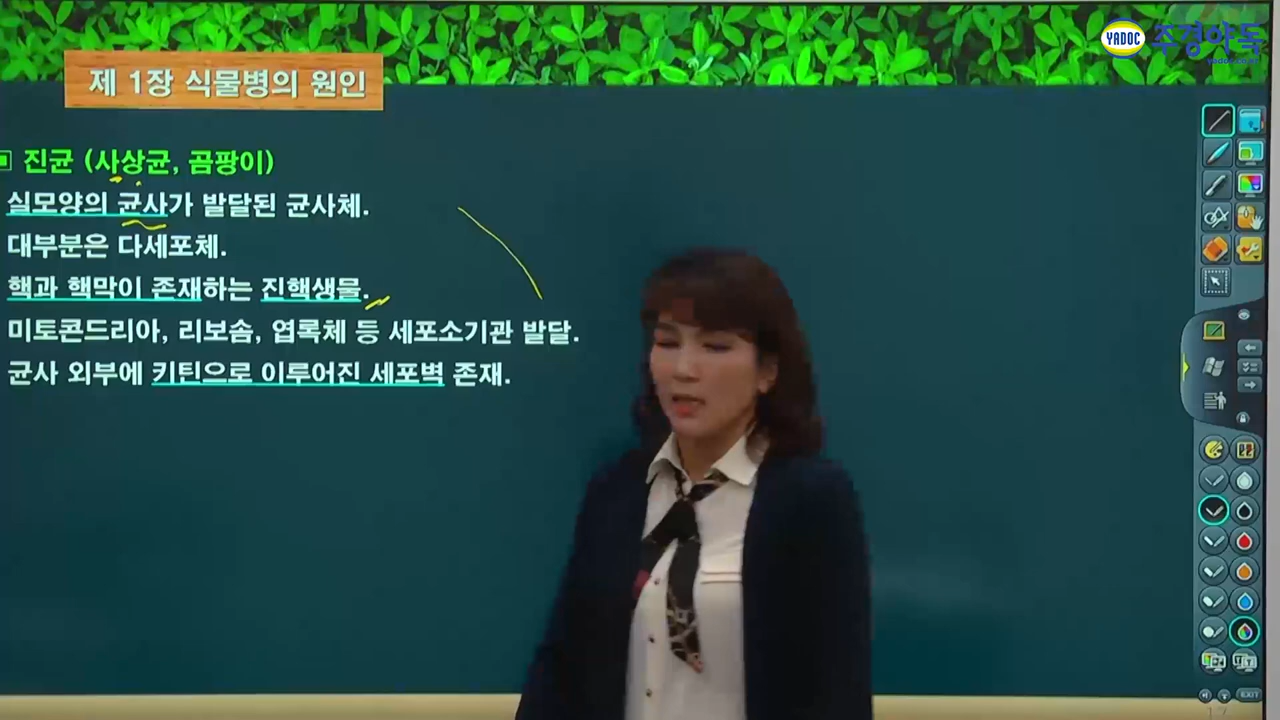 YADOC 주경야독
yadoc.co.kr
제 1장 식물병의 원인
진균 (사상균, 곰팡이)
실모양의 균사가 발달된 균사체.
대부분은 다세포체.
핵과 핵막이 존재하는 진핵생물.
미토콘드리아, 리보솜, 엽록체 등 세포소기관 발달.
균사 외부에 키틴으로 이루어진 세포벽 존재.
EXIT